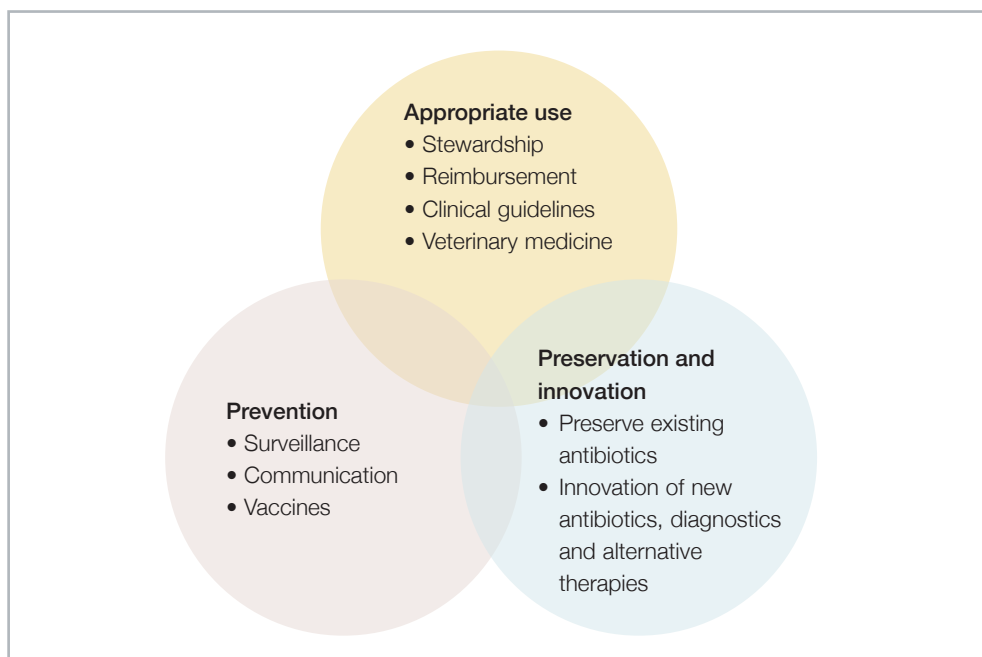 Appropriate use
• Stewardship
• Reimbursement
• Clinical guidelines
• Veterinary medicine
Prevention
• Surveillance
• Communication
• Vaccines
Preservation and
innovation
• Preserve existing
antibiotics
• Innovation of new
antibiotics, diagnostics
and alternative
therapies